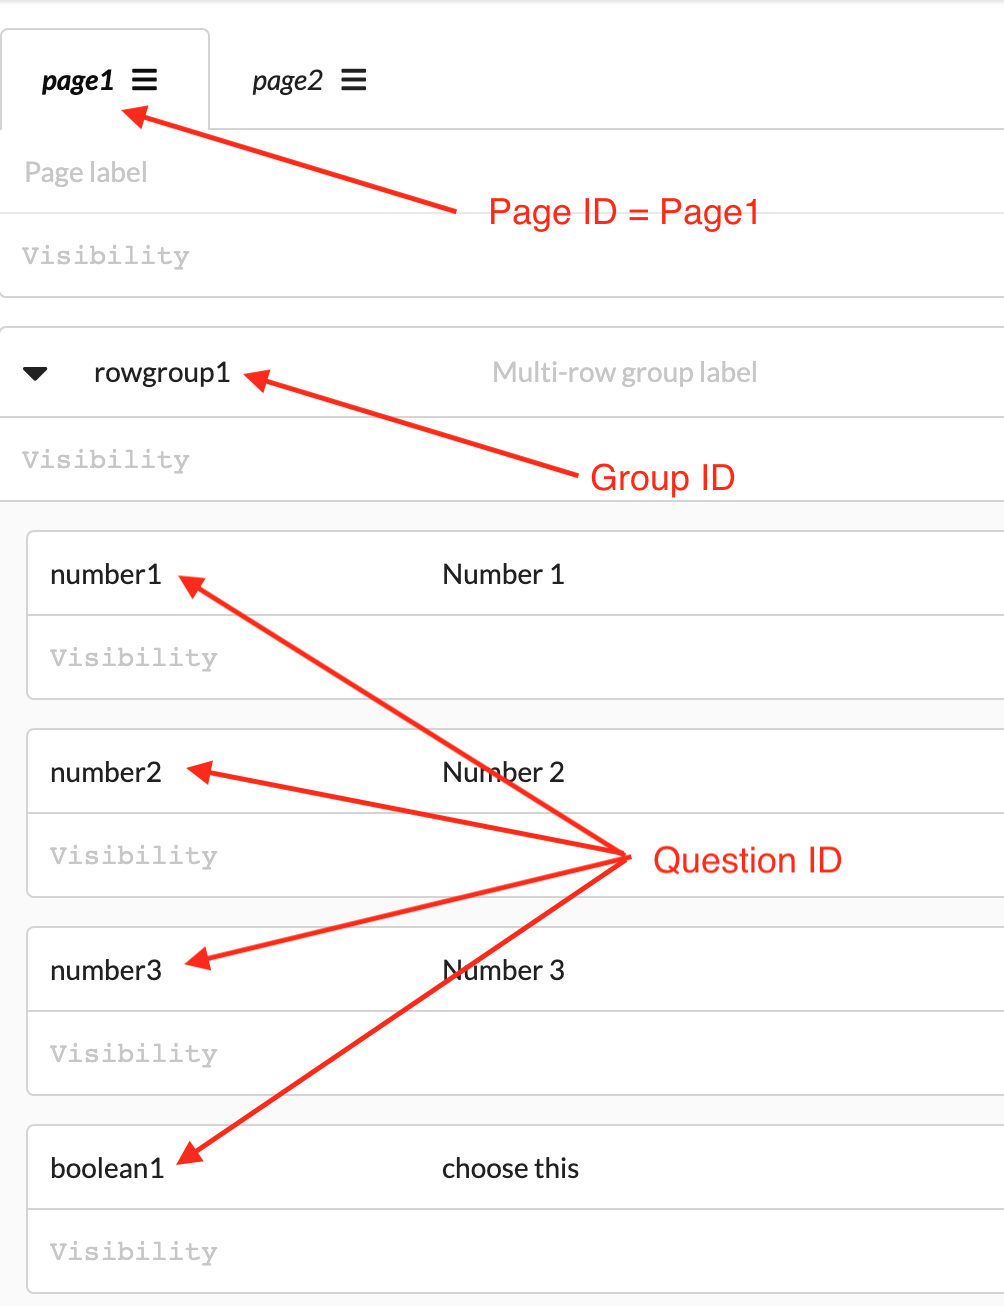 page1 page2
Page label
Page ID = Page1
Visibility
rowgroup1 Multi-row group label
Visibility
Group ID
number1 Number 1
Visibility
number2 Number 2
Visibility
Question ID
number3 Number 3
Visibility
boolean1 choose this
Visibility